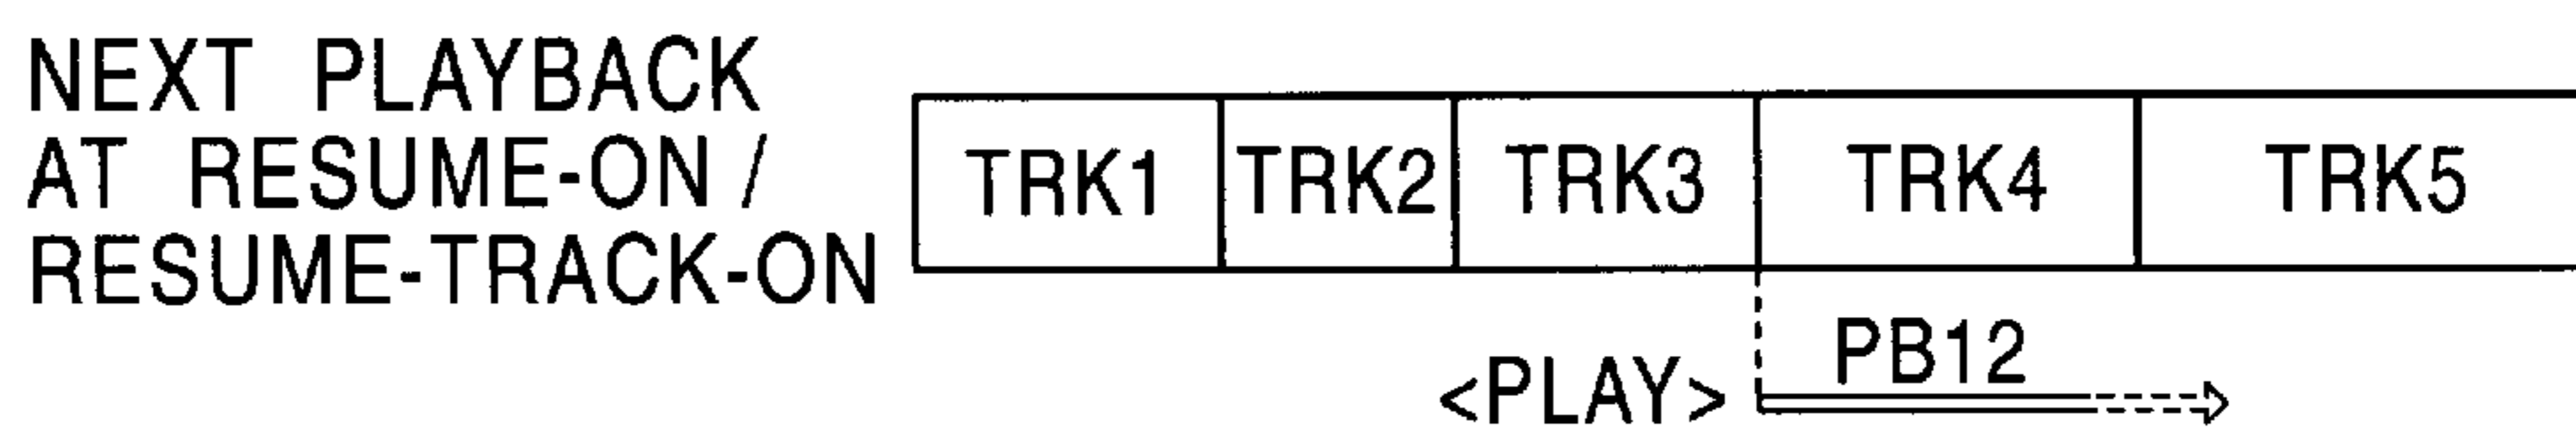 NEXT PLAYBACK
AT RESUME-ON /
RESUME-TRACK-ON
TRK1 TRK2 TRK3 TRK4 TRK5
PB12
<PLAY>